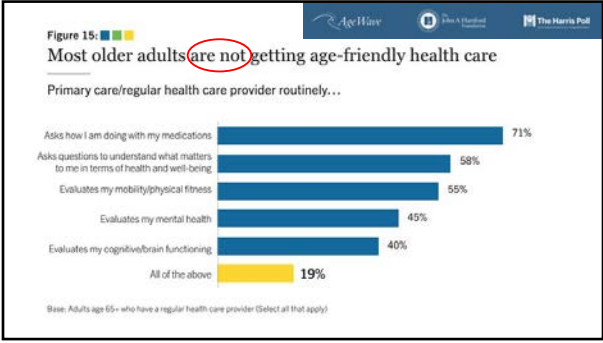 AgeWave
The John A. Hartford Foundation
The Harris Poll
Figure 15:
Most older adults are not getting age-friendly health care
Primary care/regular health care provider routinely...
Asks how I am doing with my medications
71%
Asks questions to understand what matters
to me in terms of health and well-being
58%
Evaluates my mobility/physical fitness
55%
Evaluates my mental health
45%
Evaluates my cognitive/brain functioning
40%
All of the above
19%
Base: Adults age 65+ who have a regular health care provider (Select all that apply)